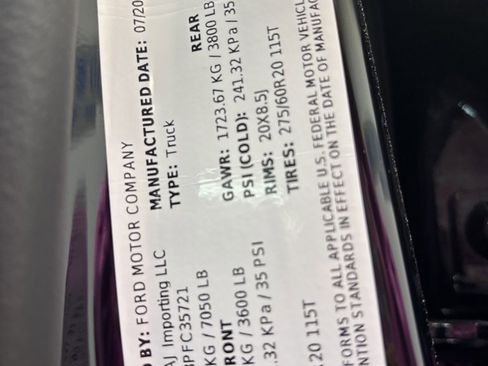 D BY: FORD MOTOR COMPANY
MANUFACTURED DATE: 07/20
AJ Importing LLC
TYPE: Truck
PFC35721
KG / 7050 LB
REAR
RONT
GAWR: 1723.67 KG / 3800 LB
KG / 3600 LB
PSI (COLD): 241.32 KPa / 35
.32 KPa / 35 PSI
RIMS: 20X8.5J
TIRES: 275/60R20 115T
.20 115T
FORMS TO ALL APPLICABLE U.S. FEDERAL MOTOR VEHICL
NTION STANDARDS IN EFFECT ON THE DATE OF MANUFAC